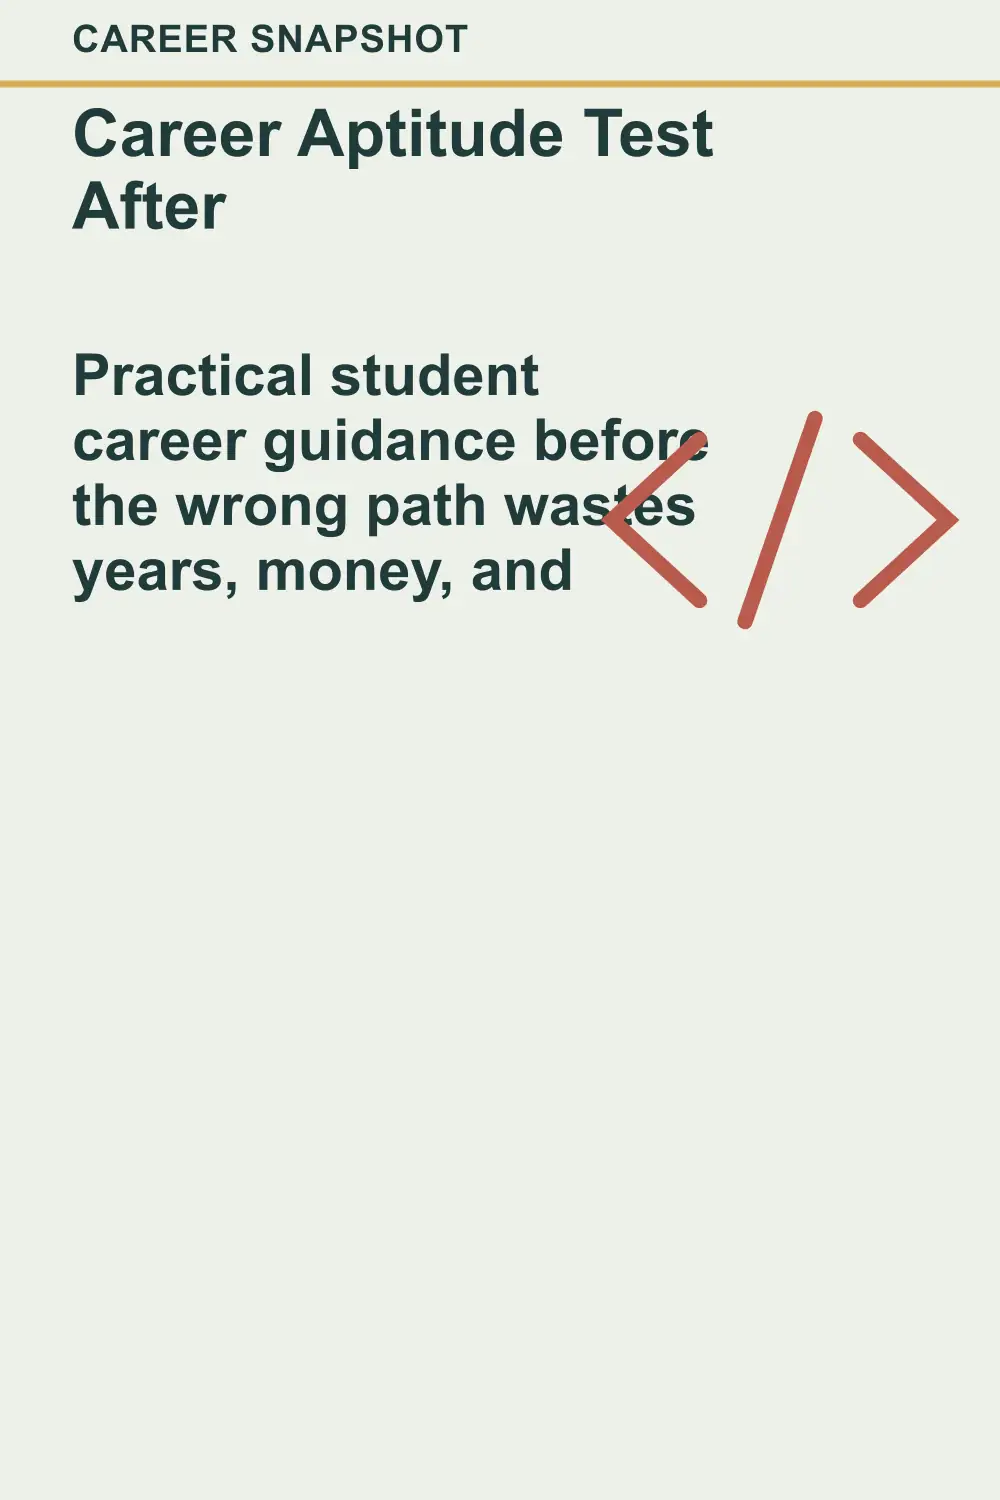 CAREER SNAPSHOT
Career Aptitude Test
After
Practical student
career guidance before
the wrong path wastes
years, money, and